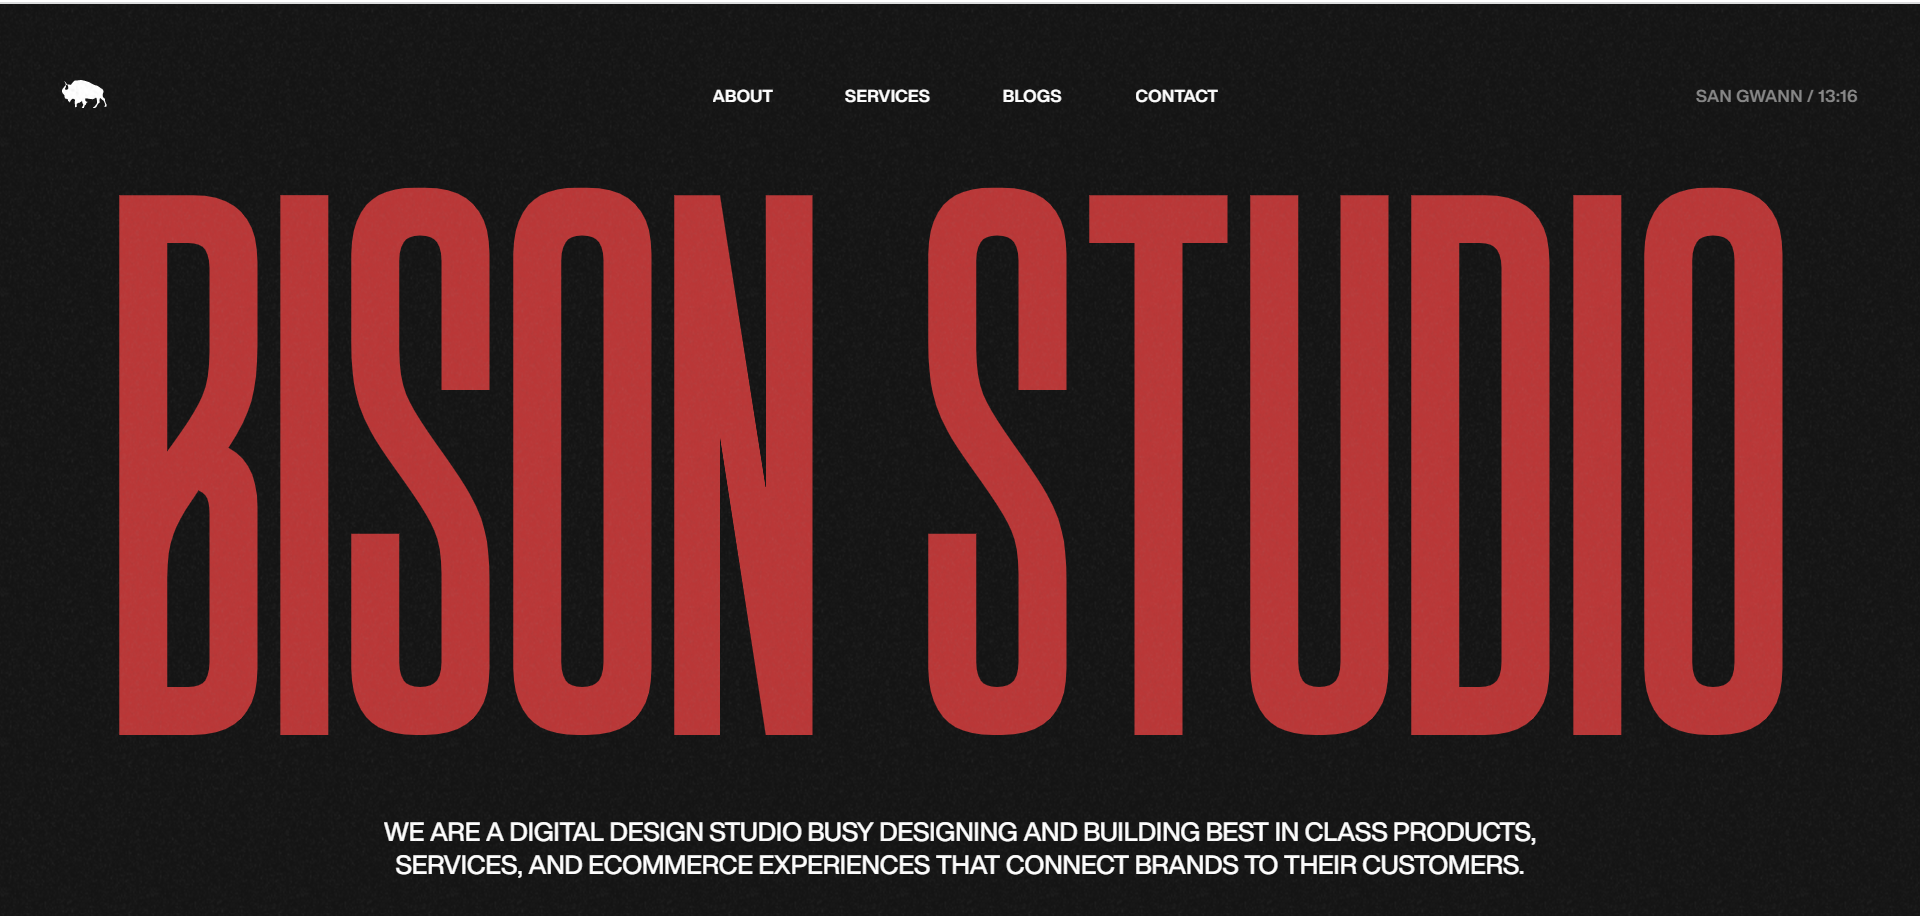 ABOUT SERVICES BLOGS CONTACT SAN GWANN / 13:16
BISON STUDIO
WE ARE A DIGITAL DESIGN STUDIO BUSY DESIGNING AND BUILDING BEST IN CLASS PRODUCTS,
SERVICES, AND ECOMMERCE EXPERIENCES THAT CONNECT BRANDS TO THEIR CUSTOMERS.